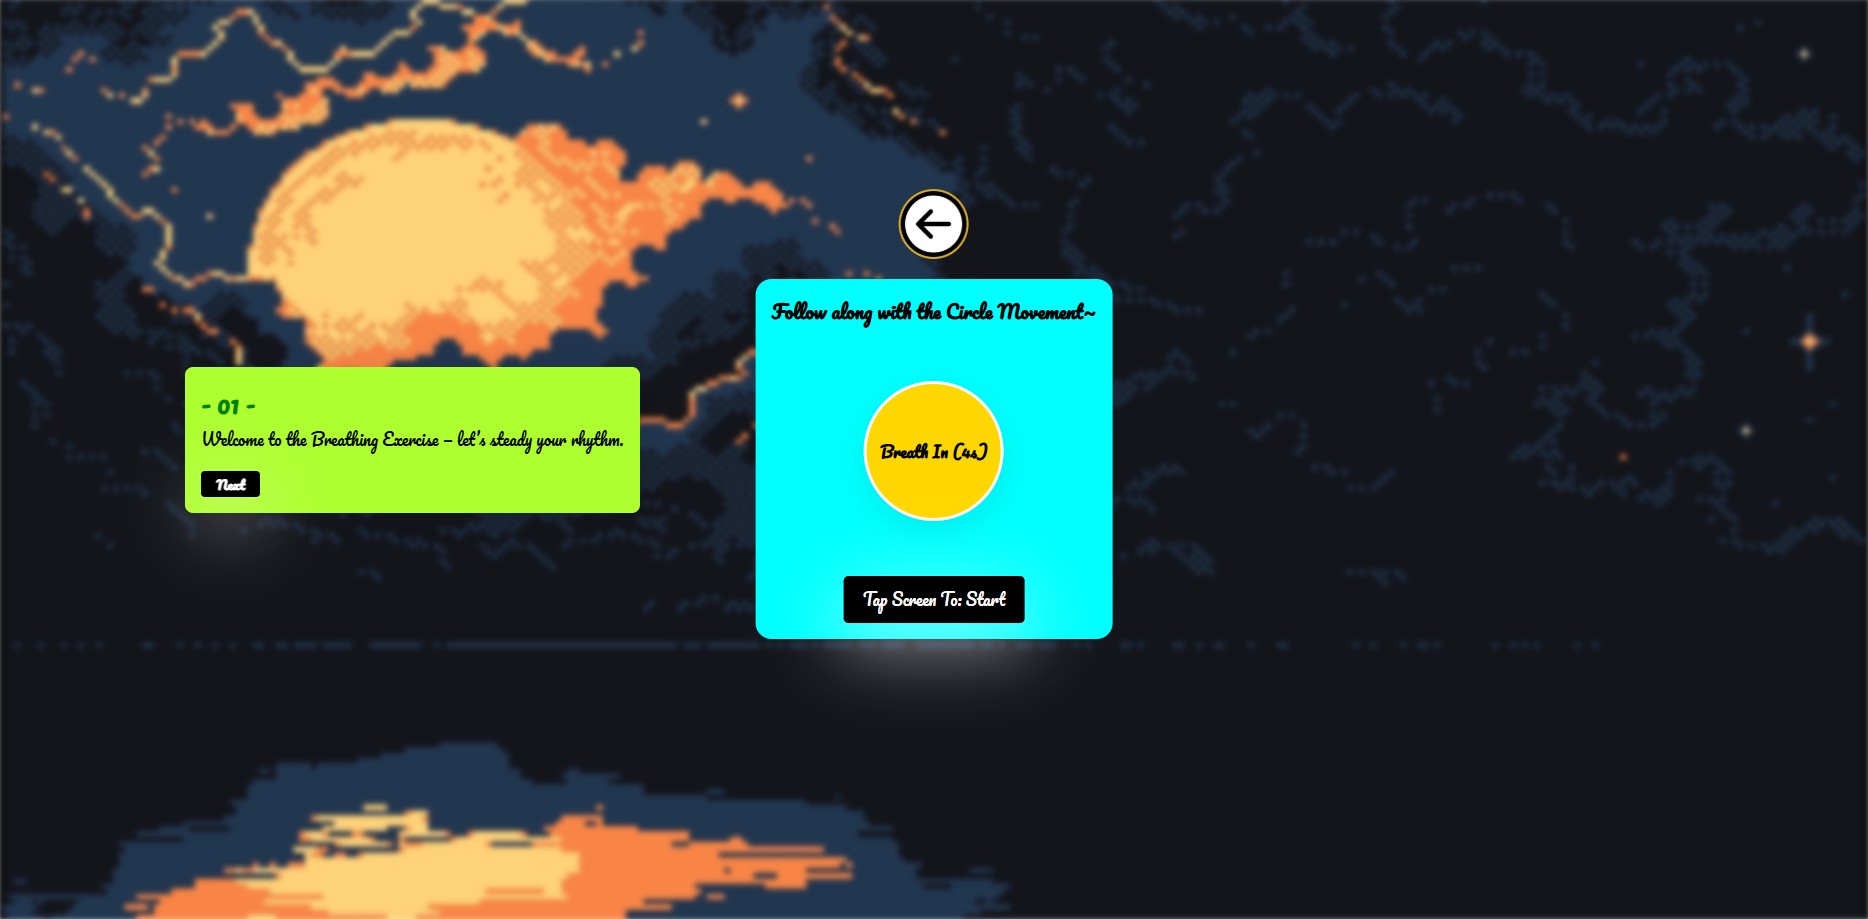 Follow along with the Circle Movement~
- 01 -
Welcome to the Breathing Exercise – let's steady your rhythm.
Next
Breath In (4s)
Tap Screen To: Start